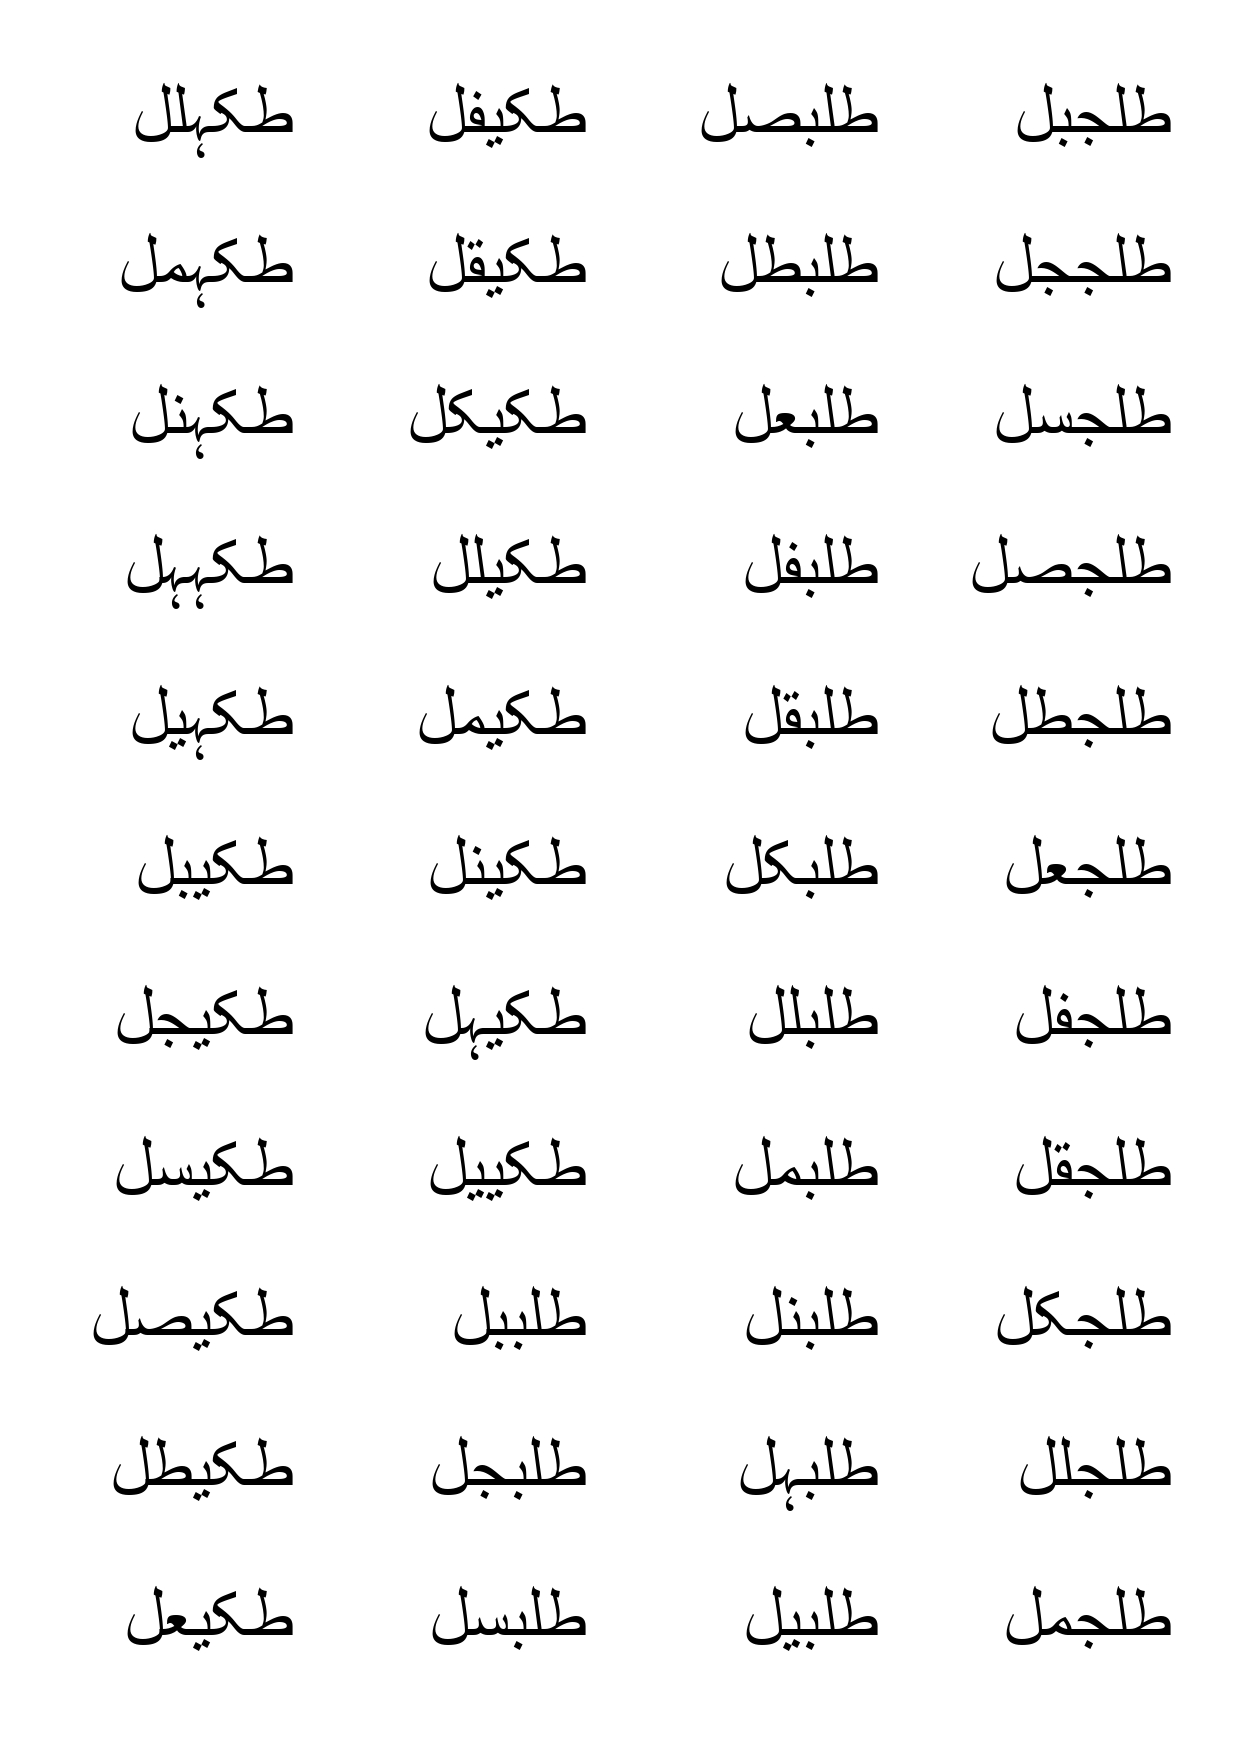 طلجبل طلبصل طكيفل طكہلل
طلججل طلبطل طكيقل طكہمل
طلجسل طلبعل طكيكل طكہنل
طلجصل طلبفل طكيلل طكہہل
طلجطل طلبقل طكيمل طكہيل
طلجعل طلبكل طكينل طكيبل
طلجفل طلبلل طكيہل طكيجل
طلجقل طلبمل طكييل طكيسل
طلجكل طلبنل طلببل طكيصل
طلجلل طلبہل طلبجل طكيطل
طلجمل طلبيل طلبسل طكيعل